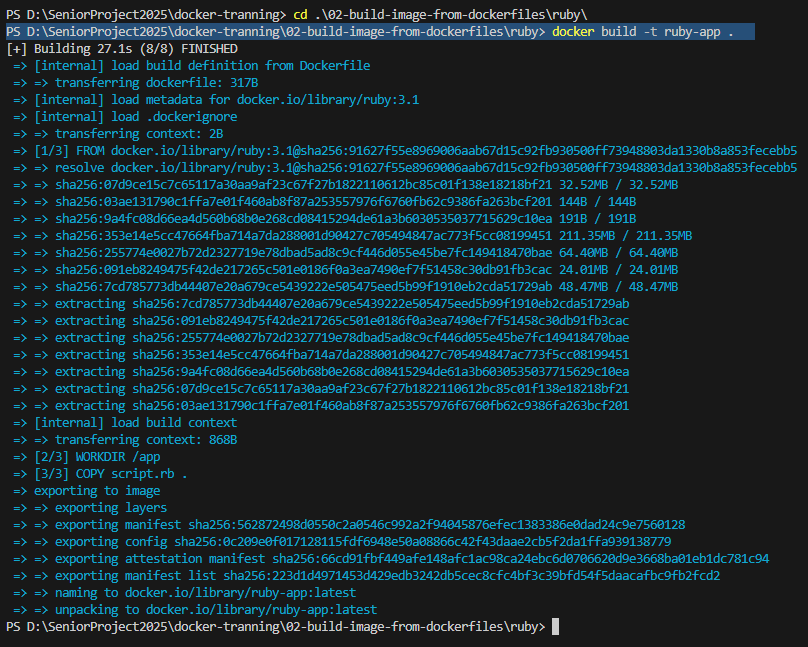 PS D:\SeniorProject2025\docker-tranning> cd .\02-build-image-from-dockerfiles\ruby\
PS D:\SeniorProject2025\docker-tranning\02-build-image-from-dockerfiles\ruby> docker build -t ruby-app .
[+] Building 27.1s (8/8) FINISHED
=> [internal] load build definition from Dockerfile
=> => transferring dockerfile: 317B
=> [internal] load metadata for docker.io/library/ruby:3.1
=> [internal] load .dockerignore
=> => transferring context: 2B
=> [1/3] FROM docker.io/library/ruby:3.1@sha256:91627f55e8969006aab67d15c92fb930500ff73948803da1330b8a853fecebb5
=> => resolve docker.io/library/ruby:3.1@sha256:91627f55e8969006aab67d15c92fb930500ff73948803da1330b8a853fecebb5
=> => sha256:07d9ce15c7c65117a30aa9af23c67f27b1822110612bc85c01f138e18218bf21 32.52MB / 32.52MB
=> => sha256:03ae131790c1ffa7e01f460ab8f87a253557976f6760fb62c9386fa263bcf201 144B / 144B
=> => sha256:9a4fc08d66ea4d560b68b0e268cd08415294de61a3b6030535037715629c10ea 191B / 191B
=> => sha256:353e14e5cc47664fba714a7da288001d90427c705494847ac773f5cc08199451 211.35MB / 211.35MB
=> => sha256:255774e0027b72d2327719e78dbad5ad8c9cf446d055e45be7fc149418470bae 64.40MB / 64.40MB
=> => sha256:091eb8249475f42de217265c501e0186f0a3ea7490ef7f51458c30db91fb3cac 24.01MB / 24.01MB
=> => sha256:7cd785773db44407e20a679ce5439222e505475eed5b99f1910eb2cda51729ab 48.47MB / 48.47MB
=> => extracting sha256:7cd785773db44407e20a679ce5439222e505475eed5b99f1910eb2cda51729ab
=> => extracting sha256:091eb8249475f42de217265c501e0186f0a3ea7490ef7f51458c30db91fb3cac
=> => extracting sha256:255774e0027b72d2327719e78dbad5ad8c9cf446d055e45be7fc149418470bae
=> => extracting sha256:353e14e5cc47664fba714a7da288001d90427c705494847ac773f5cc08199451
=> => extracting sha256:9a4fc08d66ea4d560b68b0e268cd08415294de61a3b6030535037715629c10ea
=> => extracting sha256:07d9ce15c7c65117a30aa9af23c67f27b1822110612bc85c01f138e18218bf21
=> => extracting sha256:03ae131790c1ffa7e01f460ab8f87a253557976f6760fb62c9386fa263bcf201
=> [internal] load build context
=> => transferring context: 868B
=> [2/3] WORKDIR /app
=> [3/3] COPY script.rb .
=> exporting to image
=> => exporting layers
=> => exporting manifest sha256:562872498d0550c2a0546c992a2f94045876efec1383386e0dad24c9e7560128
=> => exporting config sha256:0c209e0f017128115fdf6948e50a08866c42f43daae2cb5f2da1ffa939138779
=> => exporting attestation manifest sha256:66cd91fbf449afe148afc1ac98ca24ebc6d0706620d9e3668ba01eb1dc781c94
=> => exporting manifest list sha256:223d1d4971453d429edb3242db5cec8cfc4bf3c39bfd54f5daacafbc9fb2fcd2
=> => naming to docker.io/library/ruby-app:latest
=> => unpacking to docker.io/library/ruby-app:latest
PS D:\SeniorProject2025\docker-tranning\02-build-image-from-dockerfiles\ruby>